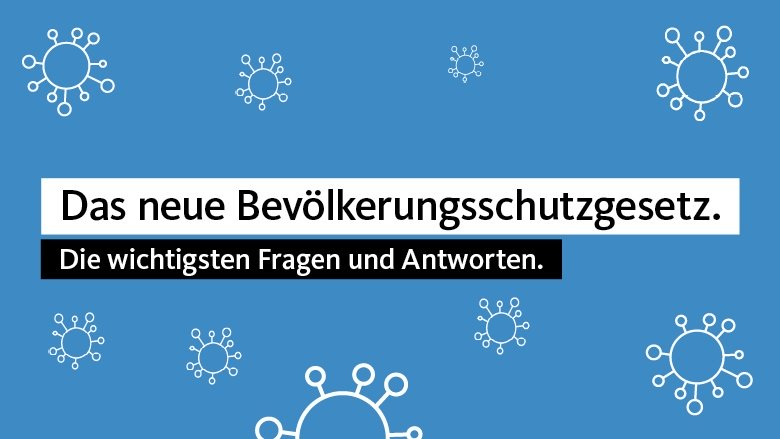 Das neue Bevölkerungsschutzgesetz.
Die wichtigsten Fragen und Antworten.